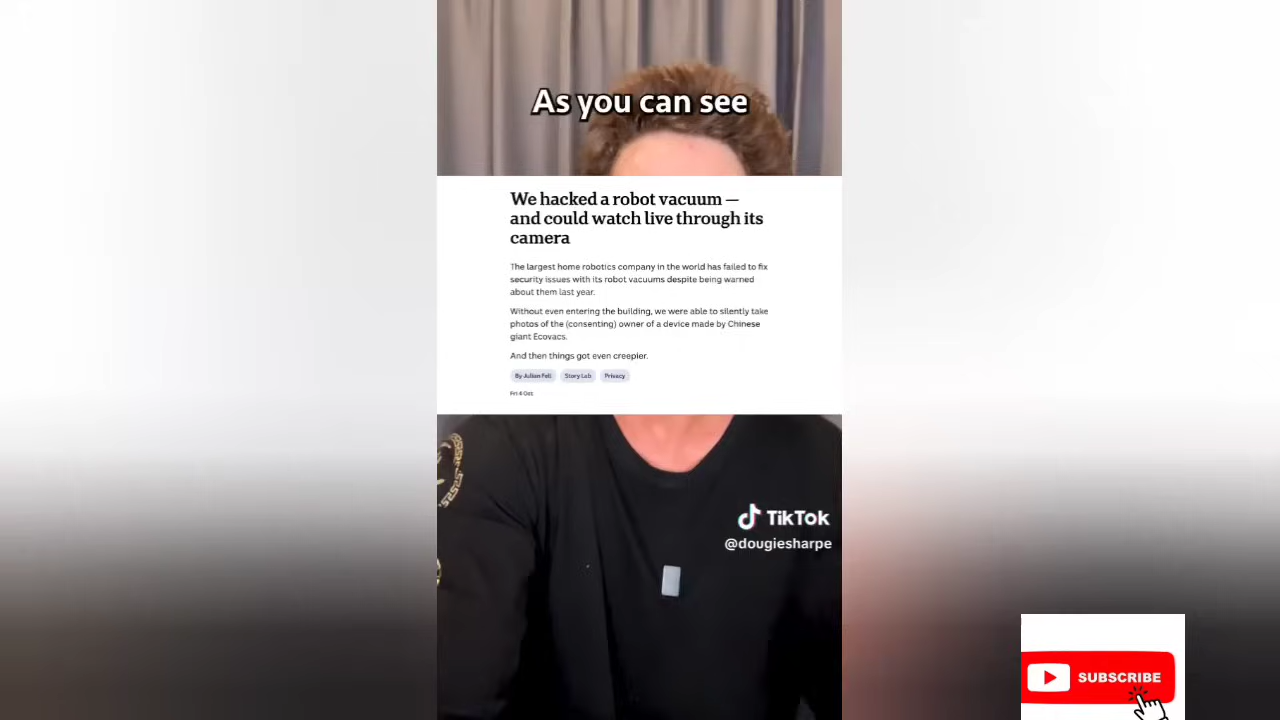 As you can see
We hacked a robot vacuum —
and could watch live through its
camera
The largest home robotics company in the world has failed to fix
security issues with its robot vacuums despite being warned
about them last year.
Without even entering the building, we were able to silently take
photos of the (consenting) owner of a device made by Chinese
giant Ecovacs.
And then things got even creepier.
By Julian Fell Story Lab Privacy
Fri 4 Oct
TikTok
@dougiesharpe
SUBSCRIBE